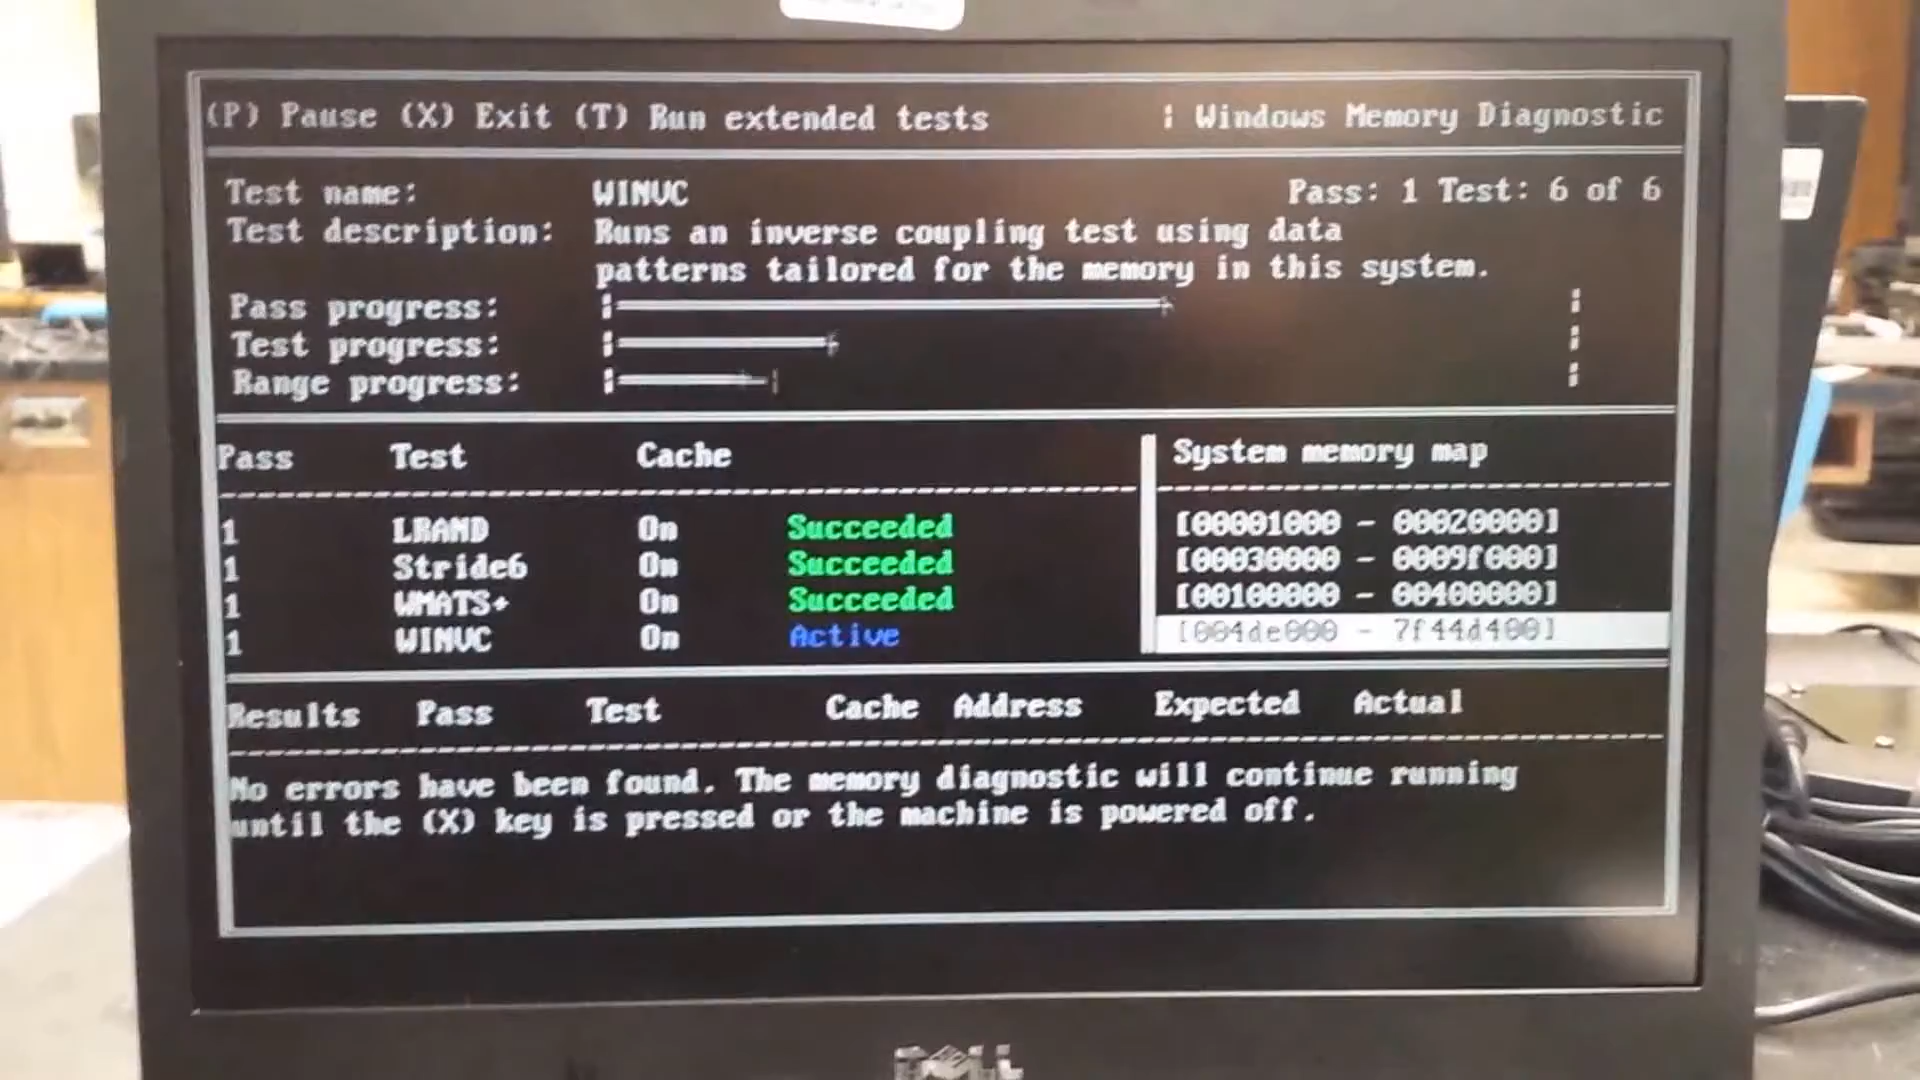 (P) Pause (X) Exit (T) Run extended tests | Windows Memory Diagnostic
Test name: WINVC Pass: 1 Test: 6 of 6
Test description: Runs an inverse coupling test using data
patterns tailored for the memory in this system.
Pass progress:
Test progress:
Range progress:
Pass Test Cache System memory map
1 LRAND On Succeeded [00001000 - 00020000]
1 Stride6 On Succeeded [00030000 - 0009f000]
1 WMATS+ On Succeeded [00100000 - 00400000]
1 WINVC On Active [004de000 - 7f44d400]
Results Pass Test Cache Address Expected Actual
No errors have been found. The memory diagnostic will continue running
until the (X) key is pressed or the machine is powered off.
DELL